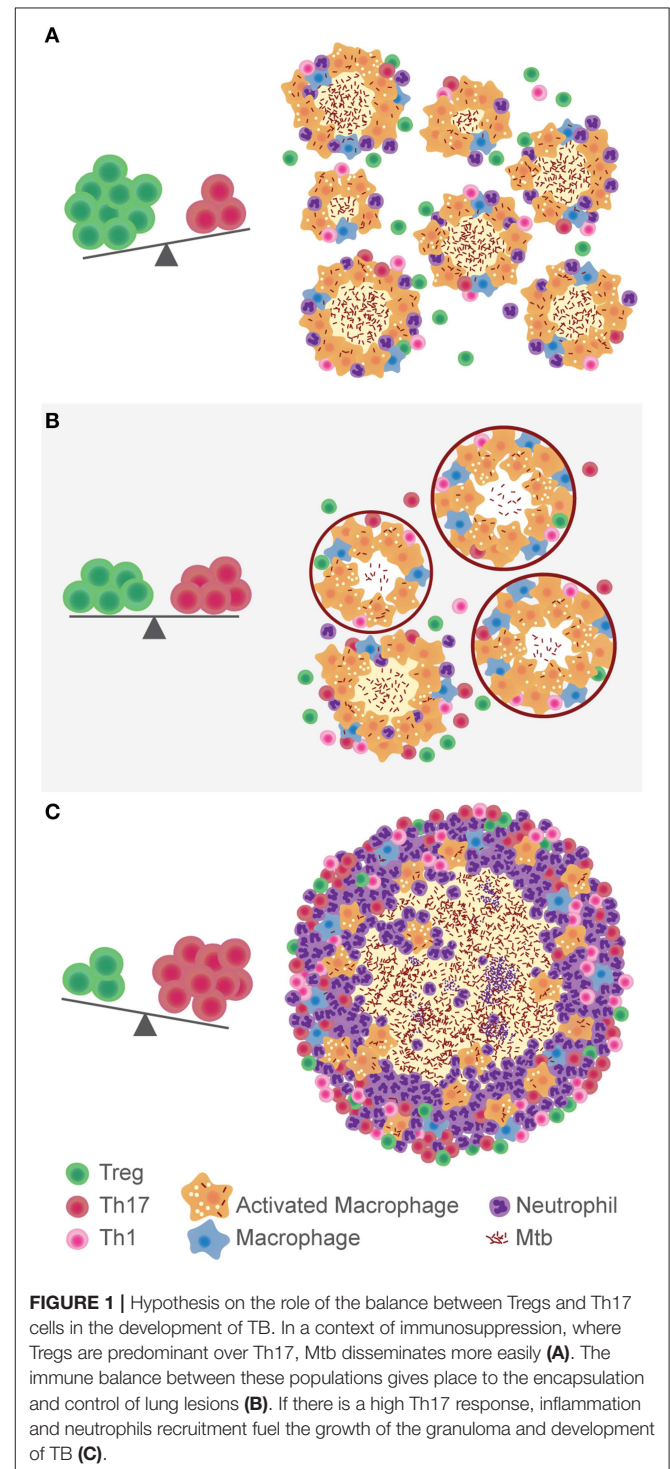 A
B
C
Treg
Th17
Th1
Activated Macrophage
Macrophage
Neutrophil
Mtb
FIGURE 1 | Hypothesis on the role of the balance between Tregs and Th17
cells in the development of TB. In a context of immunosuppression, where
Tregs are predominant over Th17, Mtb disseminates more easily (A). The
immune balance between these populations gives place to the encapsulation
and control of lung lesions (B). If there is a high Th17 response, inflammation
and neutrophils recruitment fuel the growth of the granuloma and development
of TB (C).